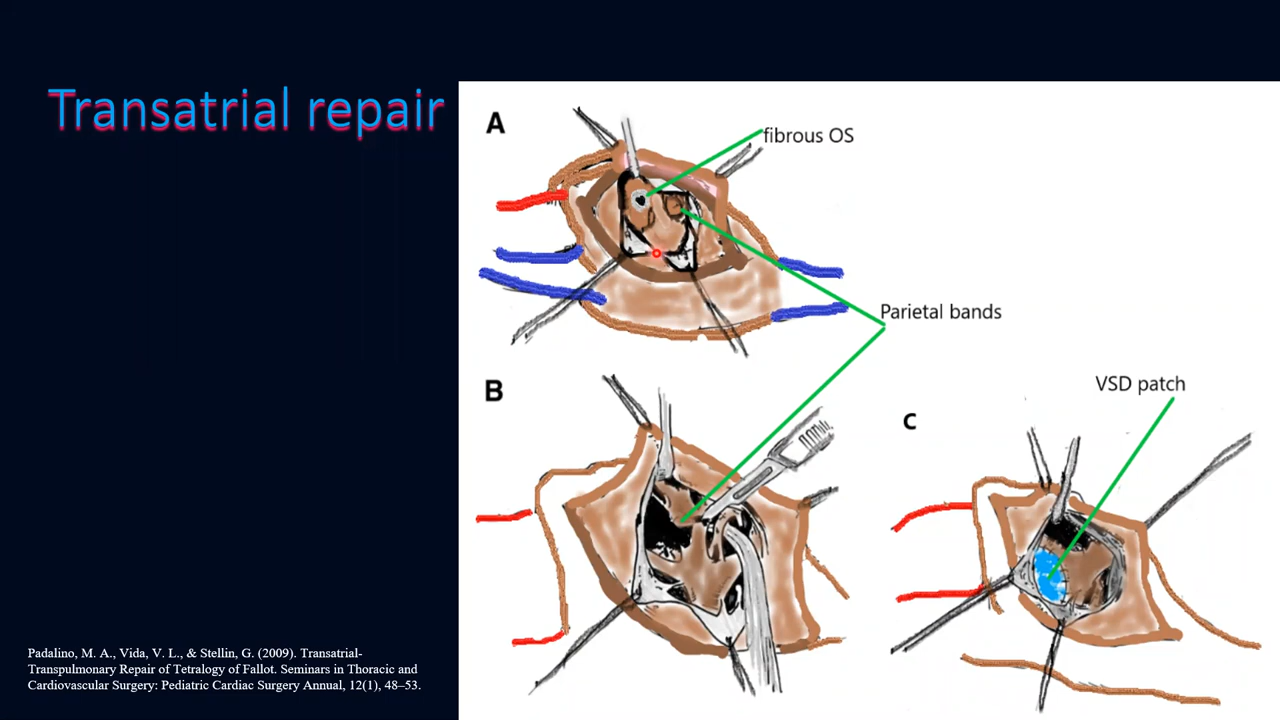 Transatrial repair
A
fibrous OS
Parietal bands
B
VSD patch
C
Padalino, M. A., Vida, V. L., & Stellin, G. (2009). Transatrial-
Transpulmonary Repair of Tetralogy of Fallot. Seminars in Thoracic and
Cardiovascular Surgery: Pediatric Cardiac Surgery Annual, 12(1), 48–53.